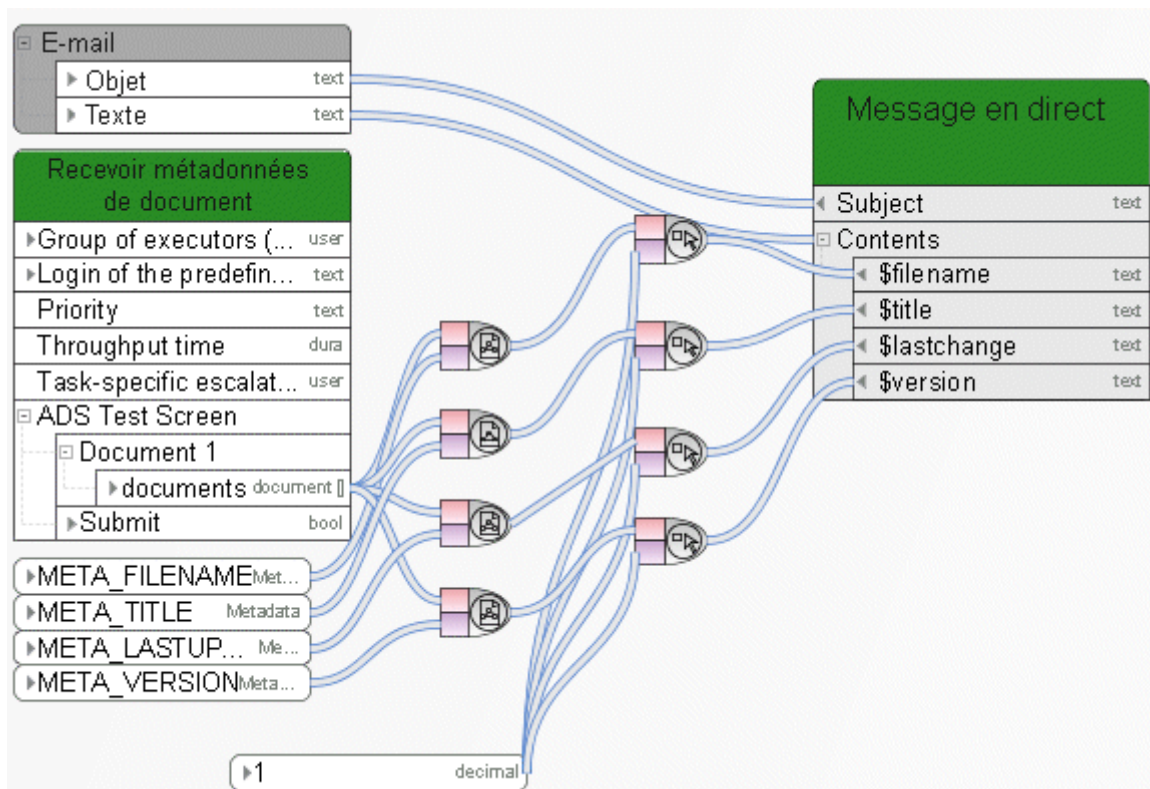 E-mail
Objet text
Texte text
Message en direct
Recevoir métadonnées
de document
Subject text
Group of executors (... user
Contents
Login of the predefin... text
$filename text
Priority text
$title text
Throughput time dura
$lastchange text
Task-specific escalat... user
$version text
ADS Test Screen
Document 1
documents document []
Submit bool
META_FILENAME Met...
META_TITLE Metadata
META_LASTUP... Me...
META_VERSION Meta...
1 decimal